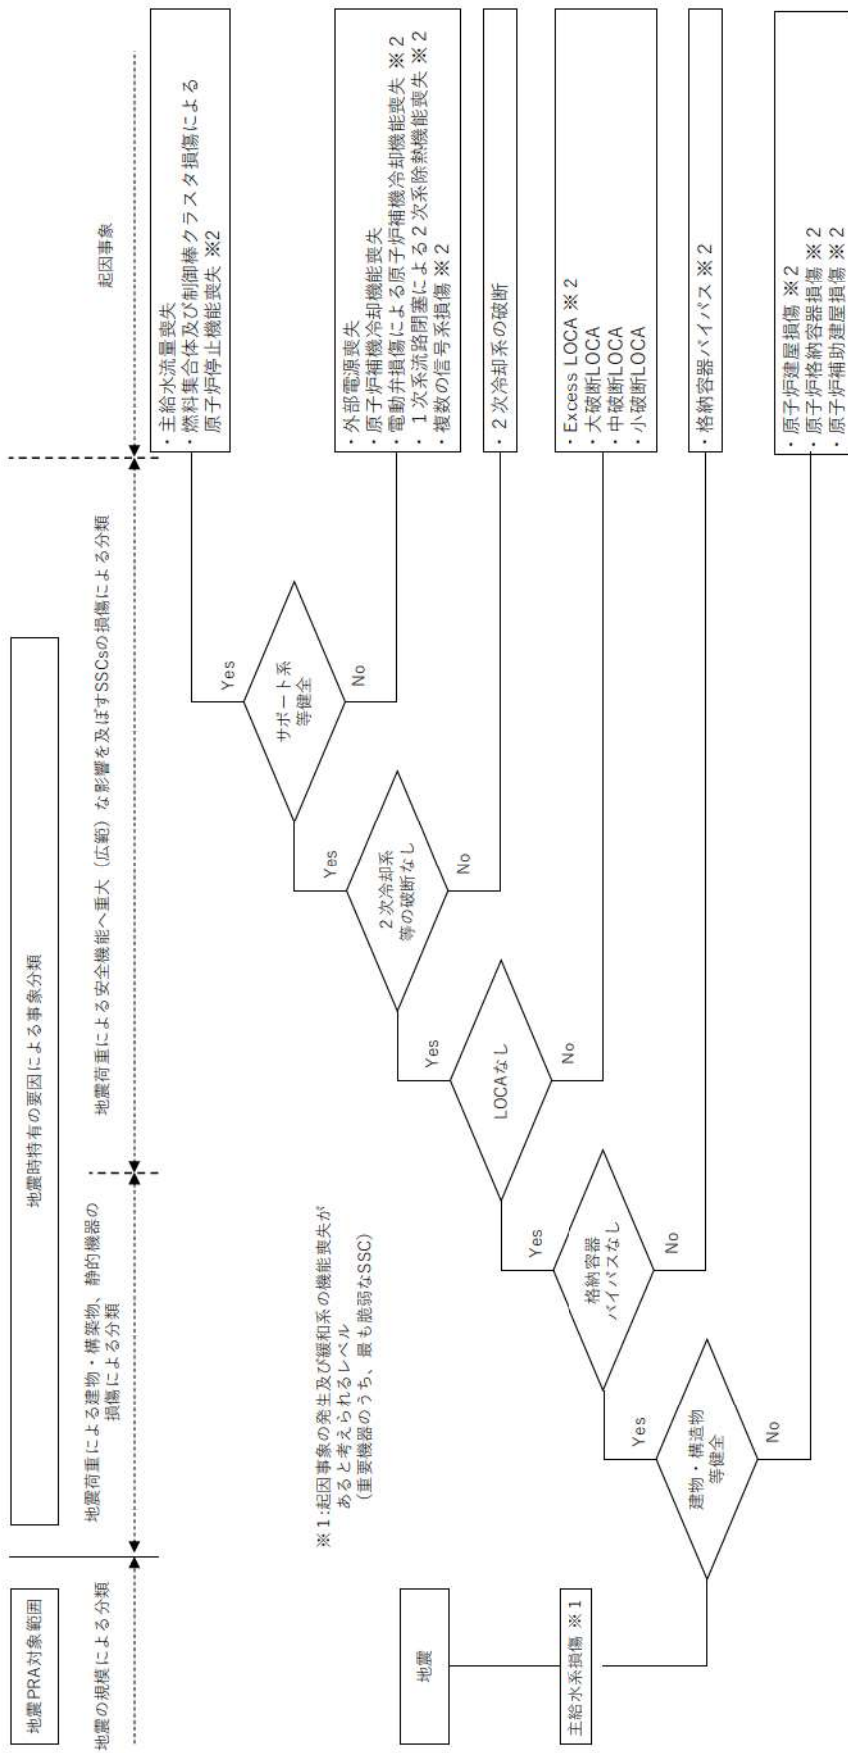 地震PRA対象範囲
地震時特有の要因による事象分類
地震の規模による分類
地震荷重による建物・構築物、静的機器の
損傷による分類
地震荷重による安全機能へ重大(広範)な影響を及ぼすSSCsの損傷による分類
起因事象
・主給水流量喪失
・燃料集合体及び制御棒クラスタ損傷による
原子炉停止機能喪失 ※2
サポート系
等健全
Yes
No
・外部電源喪失
・原子炉補機冷却機能喪失
・電動弁損傷による原子炉補機冷却機能喪失 ※2
・1次系流路閉塞による2次系除熱機能喪失 ※2
・複数の信号系損傷 ※2
2次冷却系
等の破断なし
Yes
No
・2次冷却系の破断
LOCAなし
Yes
No
・Excess LOCA ※2
・大破断LOCA
・中破断LOCA
・小破断LOCA
格納容器
バイパスなし
Yes
No
・格納容器バイパス ※2
※1:起因事象の発生及び緩和系の機能喪失が
あると考えられるレベル
(重要機器のうち、最も脆弱なSSC)
地震
主給水系損傷 ※1
建物・構造物
等健全
Yes
No
・原子炉建屋損傷 ※2
・原子炉格納容器損傷 ※2
・原子炉補助建屋損傷 ※2